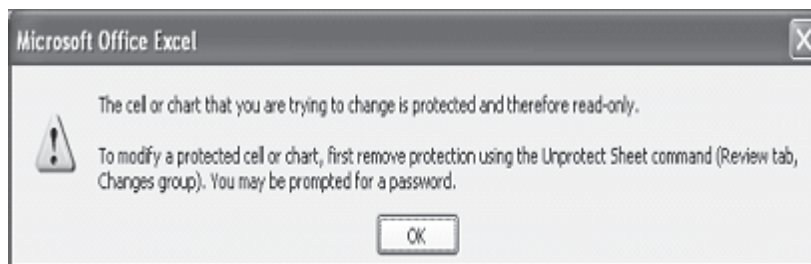 Microsoft Office Excel
The cell or chart that you are trying to change is protected and therefore read-only.
To modify a protected cell or chart, first remove protection using the Unprotect Sheet command (Review tab,
Changes group). You may be prompted for a password.
OK